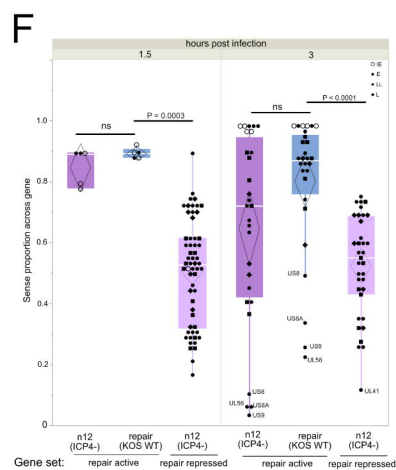 F
hours post infection
1.5
3
IE
E
LL
L
ns
P = 0.0003
ns
P < 0.0001
Sense proportion across gene
1.0
0.8
0.6
0.4
0.2
0
US8
US8A
US9
UL56
US8
UL56
US8A
US9
UL41
n12
(ICP4-)
repair
(KOS WT)
n12
(ICP4-)
n12
(ICP4-)
repair
(KOS WT)
n12
(ICP4-)
Gene set:
repair active
repair repressed
repair active
repair repressed